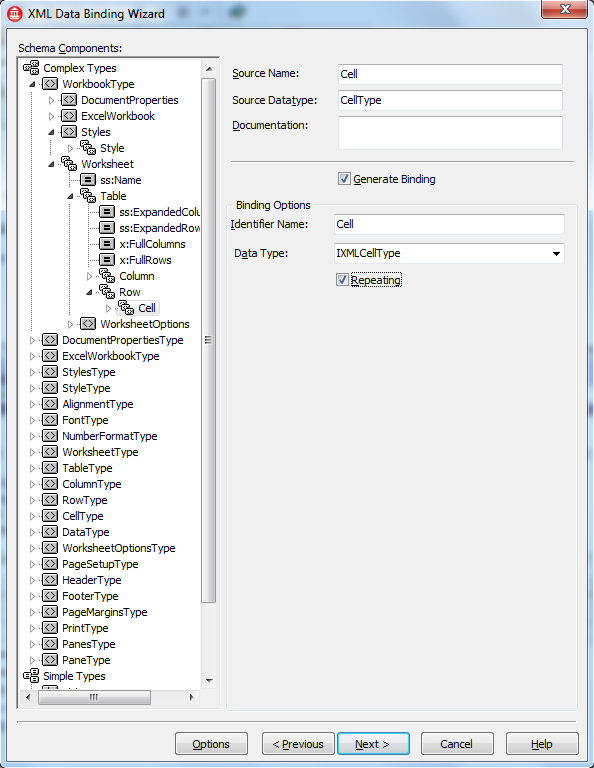 XML Data Binding Wizard
Schema Components:
Complex Types
WorkbookType
DocumentProperties
ExcelWorkbook
Styles
Style
Worksheet
ss:Name
Table
ss:ExpandedColu
ss:ExpandedRow
x:FullColumns
x:FullRows
Column
Row
Cell
WorksheetOptions
DocumentPropertiesType
ExcelWorkbookType
StylesType
StyleType
AlignmentType
FontType
NumberFormatType
WorksheetType
TableType
ColumnType
RowType
CellType
DataType
WorksheetOptionsType
PageSetupType
HeaderType
FooterType
PageMarginsType
PrintType
PanesType
PaneType
Simple Types
Source Name: Cell
Source Datatype: CellType
Documentation:
Generate Binding
Binding Options
Identifier Name: Cell
Data Type: IXMLCellType
Repeating
Options < Previous Next > Cancel Help